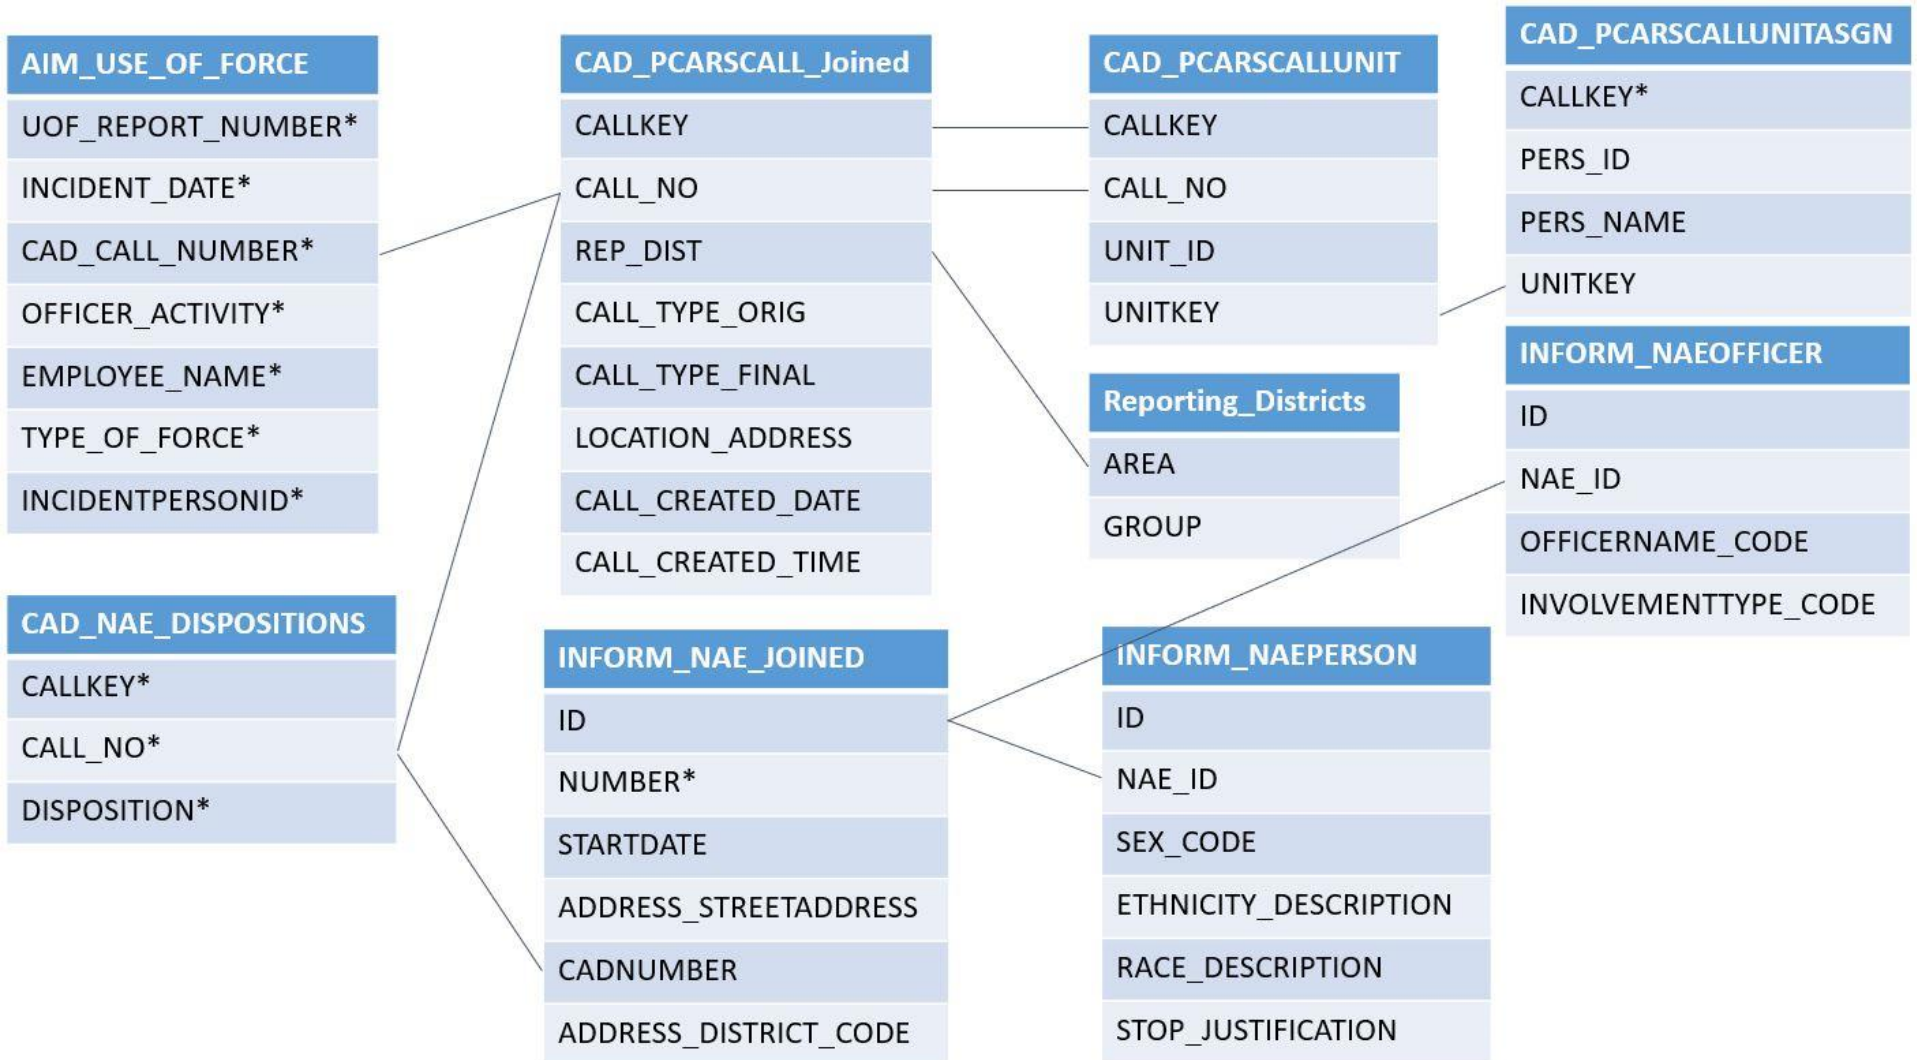 AIM_USE_OF_FORCE
UOF_REPORT_NUMBER*
INCIDENT_DATE*
CAD_CALL_NUMBER*
OFFICER_ACTIVITY*
EMPLOYEE_NAME*
TYPE_OF_FORCE*
INCIDENTPERSONID*
CAD_NAE_DISPOSITIONS
CALLKEY*
CALL_NO*
DISPOSITION*
CAD_PCARSCALL_Joined
CALLKEY
CALL_NO
REP_DIST
CALL_TYPE_ORIG
CALL_TYPE_FINAL
LOCATION_ADDRESS
CALL_CREATED_DATE
CALL_CREATED_TIME
INFORM_NAE_JOINED
ID
NUMBER*
STARTDATE
ADDRESS_STREETADDRESS
CADNUMBER
ADDRESS_DISTRICT_CODE
CAD_PCARSCALLUNIT
CALLKEY
CALL_NO
UNIT_ID
UNITKEY
Reporting_Districts
AREA
GROUP
INFORM_NAEPERSON
ID
NAE_ID
SEX_CODE
ETHNICITY_DESCRIPTION
RACE_DESCRIPTION
STOP_JUSTIFICATION
CAD_PCARSCALLUNITASGN
CALLKEY*
PERS_ID
PERS_NAME
UNITKEY
INFORM_NAEOFFICER
ID
NAE_ID
OFFICERNAME_CODE
INVOLVEMENTTYPE_CODE